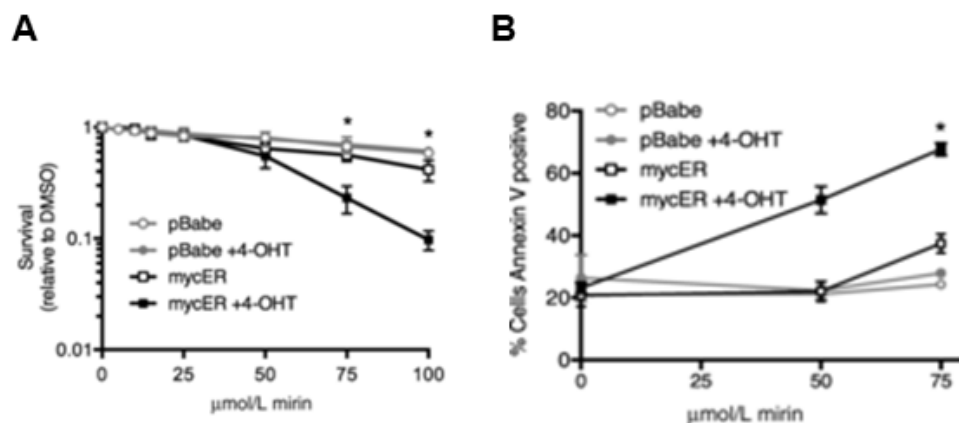 A
B
Survival
(relative to DMSO)
1
0.1
0.01
*
*
pBabe
pBabe +4-OHT
mycER
mycER +4-OHT
0
25
50
75
100
µmol/L mirin
% Cells Annexin V positive
80
60
40
20
0
pBabe
pBabe +4-OHT
mycER
mycER +4-OHT
*
0
25
50
75
µmol/L mirin